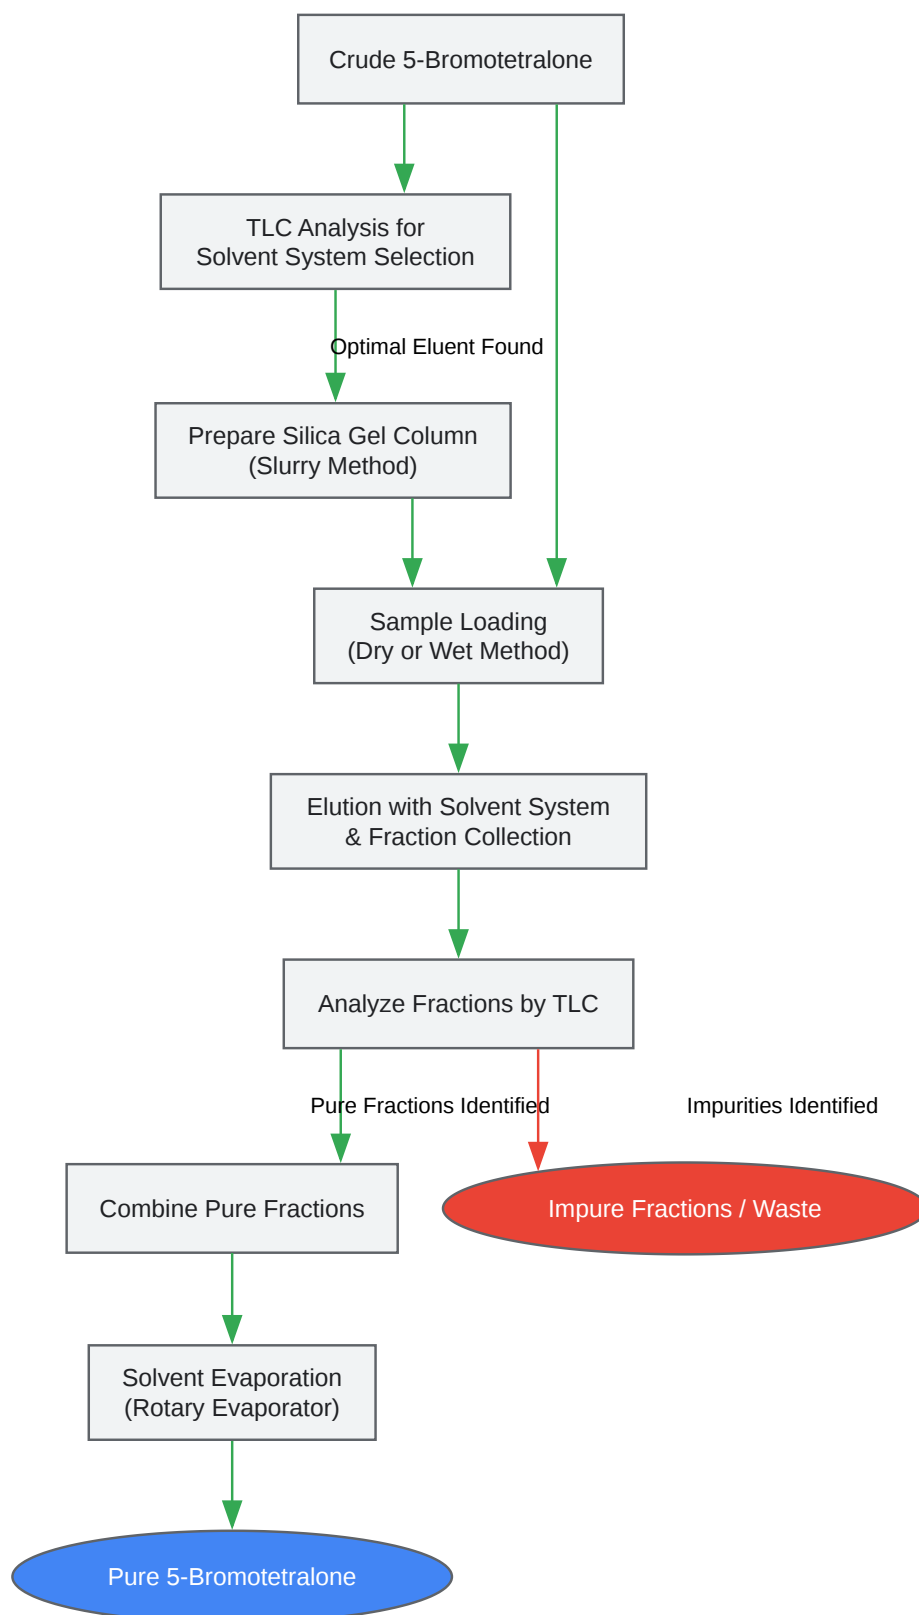 Crude 5-Bromotetralone
TLC Analysis for
Solvent System Selection
Optimal Eluent Found
Prepare Silica Gel Column
(Slurry Method)
Sample Loading
(Dry or Wet Method)
Elution with Solvent System
& Fraction Collection
Analyze Fractions by TLC
Pure Fractions Identified
Impurities Identified
Combine Pure Fractions
Impure Fractions / Waste
Solvent Evaporation
(Rotary Evaporator)
Pure 5-Bromotetralone